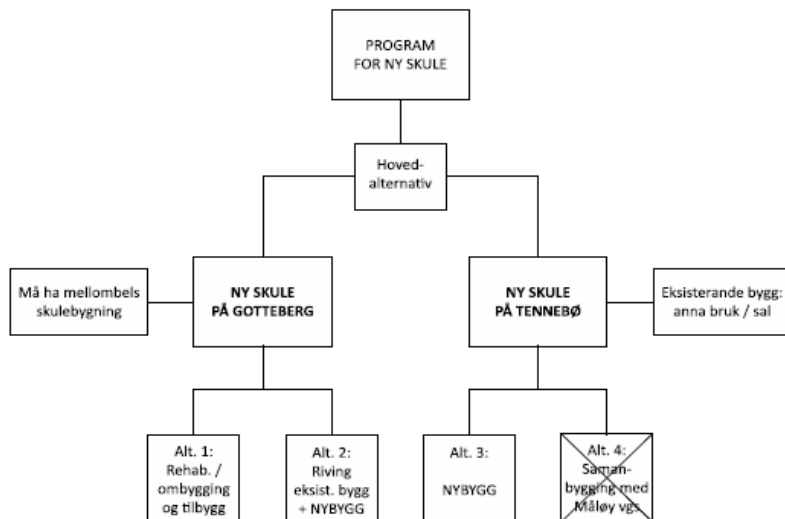 PROGRAM
FOR NY SKULE
Hoved-
alternativ
Må ha mellombels
skulebygning
NY SKULE
PÅ GOTTEBERG
NY SKULE
PÅ TENNEBØ
Eksisterande bygg:
anna bruk / sal
Alt. 1:
Rehab. /
ombygging
og tilbygg
Alt. 2:
Riving
eksist. bygg
+ NYBYGG
Alt. 3:
NYBYGG
Alt. 4:
Saman-
bygging med
Måløy vgs